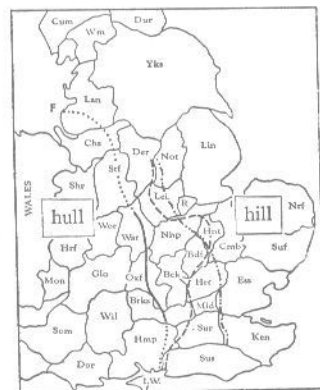 Cum
Dur
Wm
Yks
F
Lan
Chs
Der
Not
Lin
Stf
Shr
Lei
R
WALES
hull
hill
Nrf
Wor
War
Nhp
Hnt
Cmb
Suf
Hrf
Bdf
Mon
Glo
Oxf
Bck
Hrt
Ess
Brks
Mid
Wil
Som
Hmp
Sur
Ken
Dor
Sus
I.W.